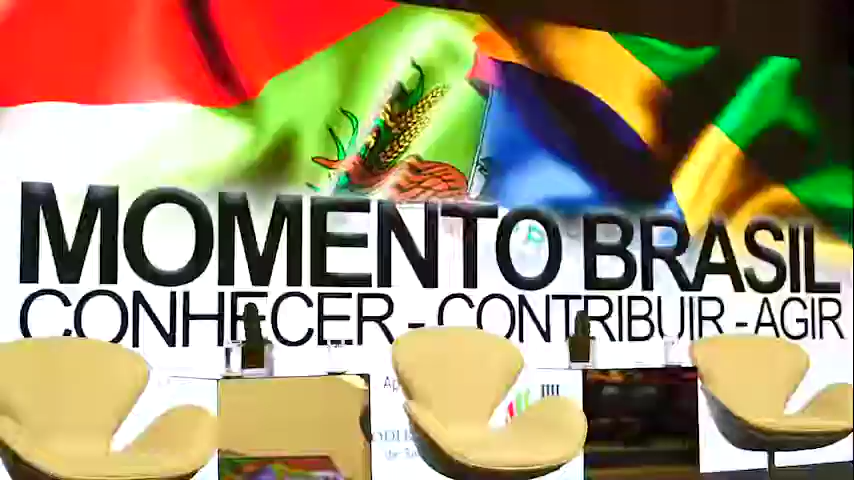 MOMENTO BRASIL
CONHECER - CONTRIBUIR - AGIR